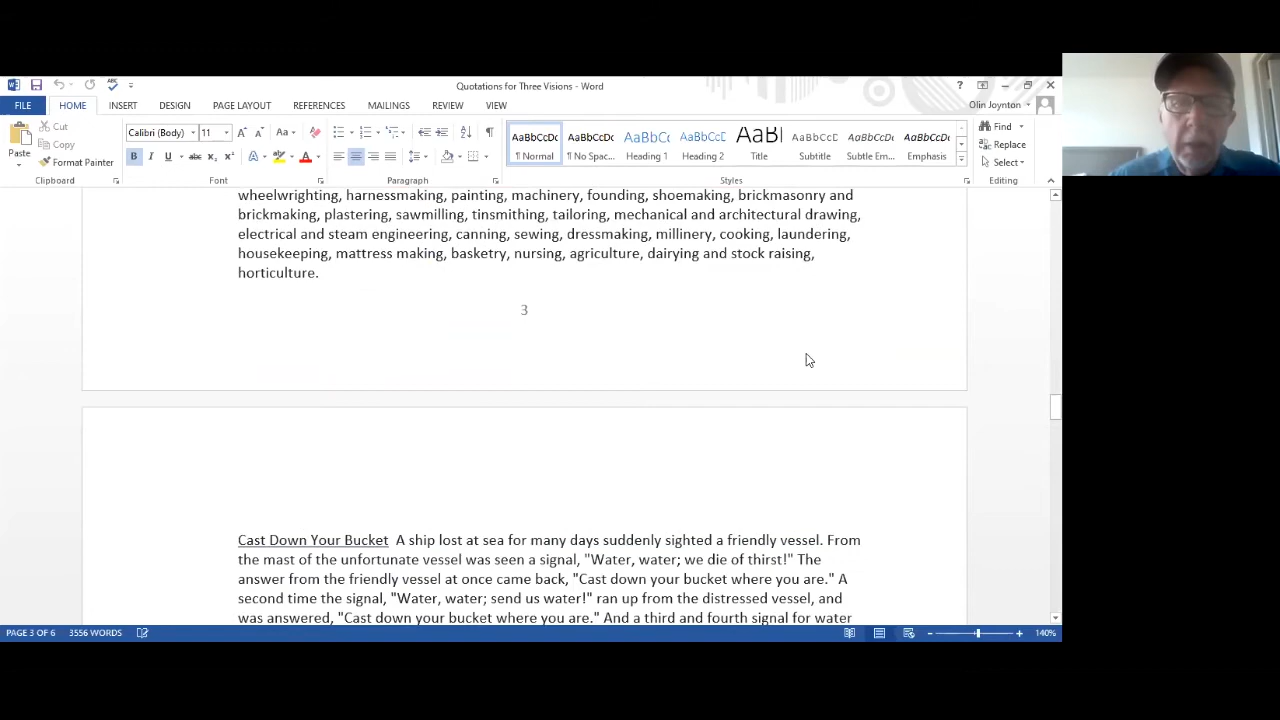 Quotations for Three Visions - Word
FILE HOME INSERT DESIGN PAGE LAYOUT REFERENCES MAILINGS REVIEW VIEW Olin Joynton
Paste
Cut
Copy
Format Painter
Calibri (Body) 11
AaBbCcDc AaBbCcDc AaBbCc AaBbCcD AaBl AaBbCcD AaBbCcDc AaBbCcDc
¶ Normal ¶ No Spac... Heading 1 Heading 2 Title Subtitle Subtle Em... Emphasis
Find
Replace
Select
Clipboard Font Paragraph Styles Editing
wheelwrighting, hernessmaking, painting, machinery, founding, shoemaking, brickmasonry and
brickmaking, plastering, sawmilling, tinsmithing, tailoring, mechanical and architectural drawing,
electrical and steam engineering, canning, sewing, dressmaking, millinery, cooking, laundering,
housekeeping, mattress making, basketry, nursing, agriculture, dairying and stock raising,
horticulture.
3
Cast Down Your Bucket A ship lost at sea for many days suddenly sighted a friendly vessel. From
the mast of the unfortunate vessel was seen a signal, "Water, water; we die of thirst!" The
answer from the friendly vessel at once came back, "Cast down your bucket where you are." A
second time the signal, "Water, water; send us water!" ran up from the distressed vessel, and
was answered, "Cast down your bucket where you are." And a third and fourth signal for water
PAGE 3 OF 6 3556 WORDS 140%